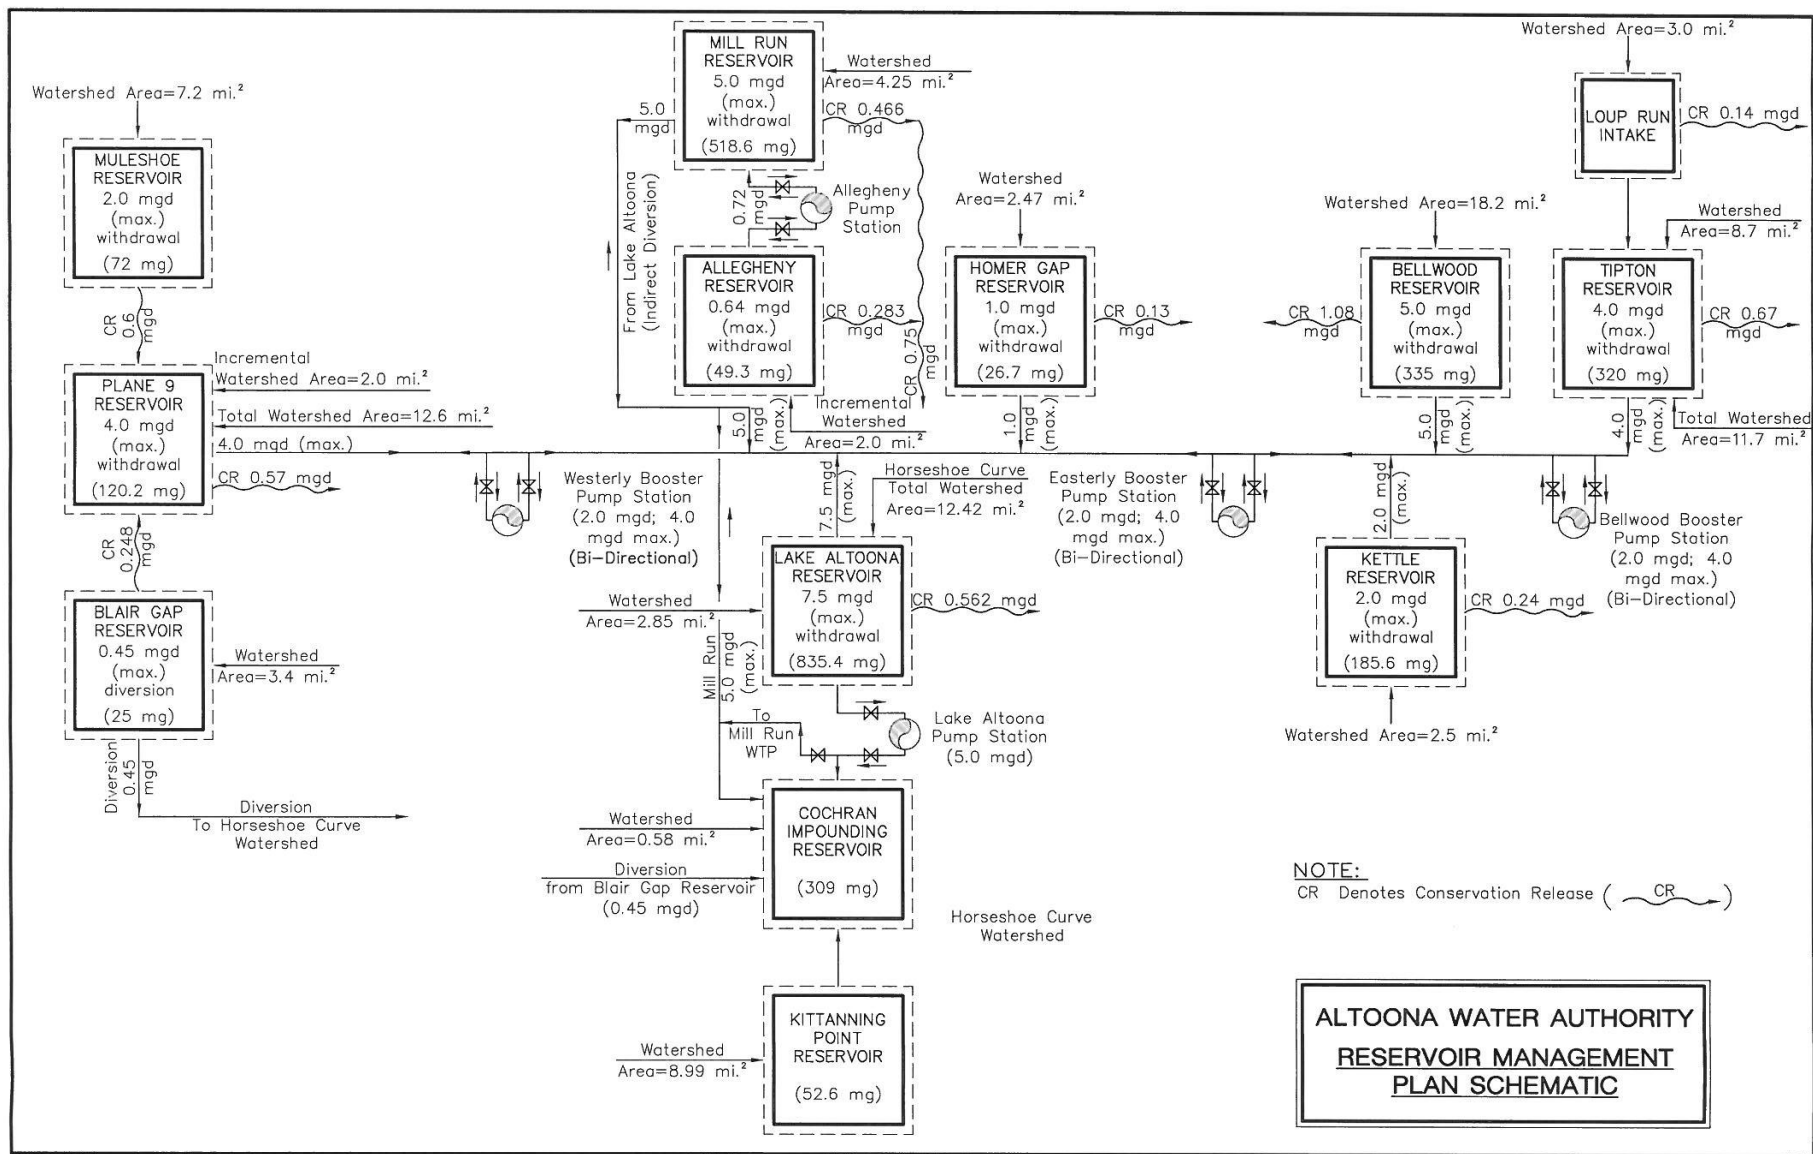 Watershed Area=7.2 mi.²
MULESHOE
RESERVOIR
2.0 mgd
(max.)
withdrawal
(72 mg)
CR
0.6
mgd
PLANE 9
RESERVOIR
4.0 mgd
(max.)
withdrawal
(120.2 mg)
Incremental
Watershed Area=2.0 mi.²
Total Watershed Area=12.6 mi.²
4.0 mgd (max.)
CR 0.57 mgd
CR
0.248
mgd
BLAIR GAP
RESERVOIR
0.45 mgd
(max.)
diversion
(25 mg)
Watershed
Area=3.4 mi.²
Diversion
0.45
mgd
Diversion
To Horseshoe Curve
Watershed
MILL RUN
RESERVOIR
5.0 mgd
(max.)
withdrawal
(518.6 mg)
Watershed
Area=4.25 mi.²
5.0
mgd
CR 0.466
mgd
From Lake Altoona
(Indirect Diversion)
0.72
mgd
Allegheny
Pump
Station
ALLEGHENY
RESERVOIR
0.64 mgd
(max.)
withdrawal
(49.3 mg)
CR 0.283
mgd
CR 0.75
mgd
5.0
mgd
(max.)
Incremental
Watershed
Area=2.0 mi.²
Watershed
Area=2.47 mi.²
HOMER GAP
RESERVOIR
1.0 mgd
(max.)
withdrawal
(26.7 mg)
CR 0.13
mgd
1.0
mgd
(max.)
Watershed Area=18.2 mi.²
BELLWOOD
RESERVOIR
5.0 mgd
(max.)
withdrawal
(335 mg)
CR 1.08
mgd
5.0
mgd
(max.)
Watershed Area=3.0 mi.²
LOUP RUN
INTAKE
CR 0.14 mgd
Watershed
Area=8.7 mi.²
TIPTON
RESERVOIR
4.0 mgd
(max.)
withdrawal
(320 mg)
CR 0.67
mgd
4.0
mgd
(max.)
Total Watershed
Area=11.7 mi.²
Westerly Booster
Pump Station
(2.0 mgd; 4.0
mgd max.)
(Bi-Directional)
7.5 mgd
(max.)
Horseshoe Curve
Total Watershed
Area=12.42 mi.²
Easterly Booster
Pump Station
(2.0 mgd; 4.0
mgd max.)
(Bi-Directional)
2.0 mgd
(max.)
Bellwood Booster
Pump Station
(2.0 mgd; 4.0
mgd max.)
(Bi-Directional)
LAKE ALTOONA
RESERVOIR
7.5 mgd
(max.)
withdrawal
(835.4 mg)
Watershed
Area=2.85 mi.²
CR 0.562 mgd
Mill Run
5.0 mgd
(max.)
To
Mill Run
WTP
Lake Altoona
Pump Station
(5.0 mgd)
KETTLE
RESERVOIR
2.0 mgd
(max.)
withdrawal
(185.6 mg)
CR 0.24 mgd
Watershed Area=2.5 mi.²
COCHRAN
IMPOUNDING
RESERVOIR
(309 mg)
Watershed
Area=0.58 mi.²
Diversion
from Blair Gap Reservoir
(0.45 mgd)
Horseshoe Curve
Watershed
KITTANNING
POINT
RESERVOIR
(52.6 mg)
Watershed
Area=8.99 mi.²
NOTE:
CR Denotes Conservation Release ( CR )
ALTOONA WATER AUTHORITY
RESERVOIR MANAGEMENT
PLAN SCHEMATIC